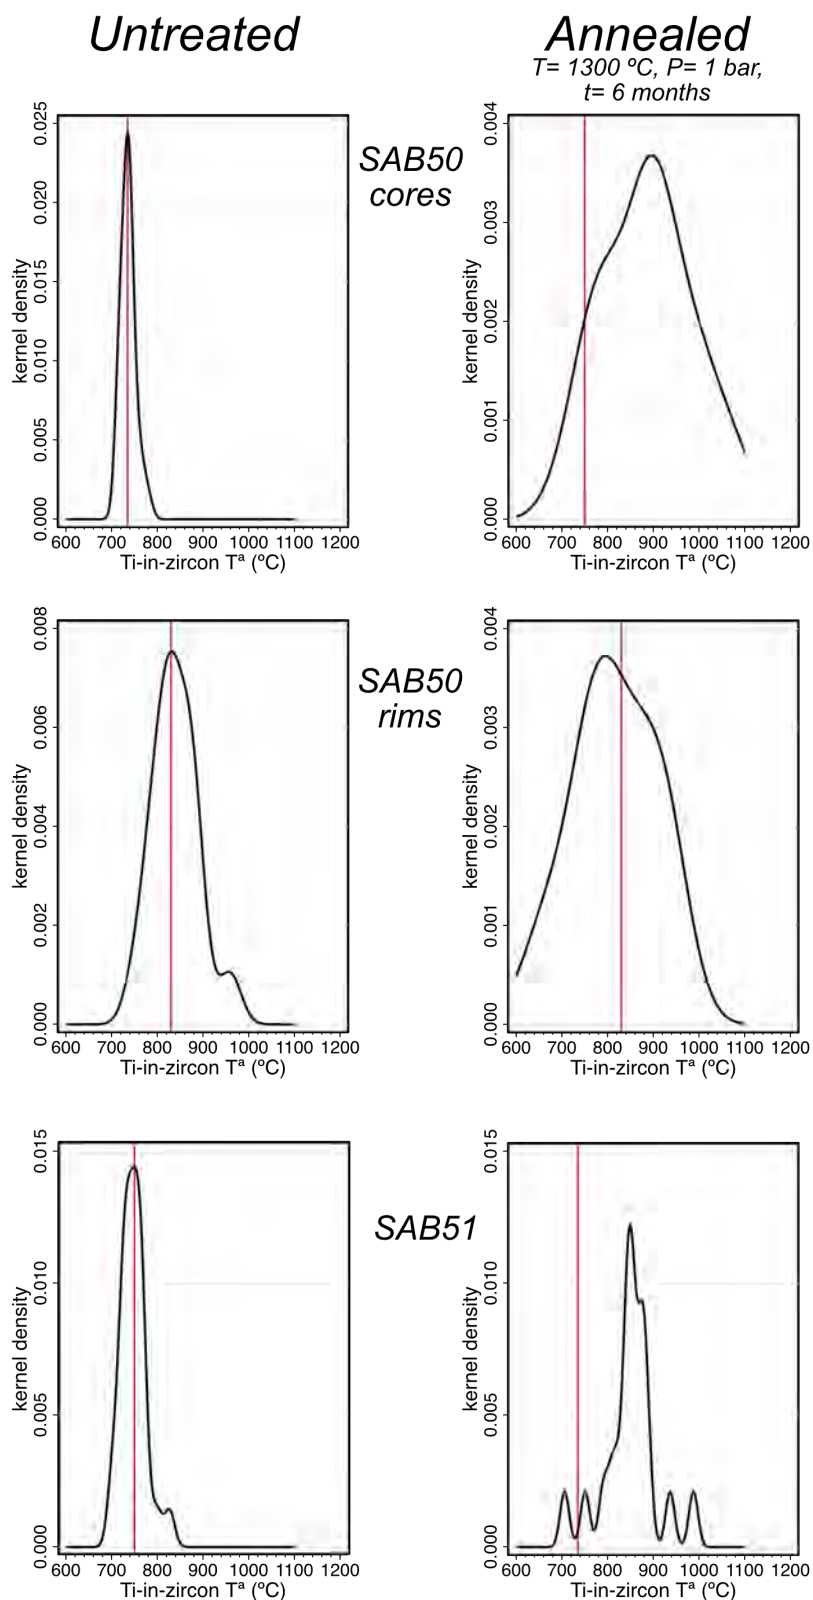 Untreated
Annealed
T= 1300 ºC, P= 1 bar,
t= 6 months
SAB50
cores
kernel density
0.025
0.020
0.015
0.010
0.005
0.000
600 700 800 900 1000 1100 1200
Ti-in-zircon Tª (ºC)
kernel density
0.004
0.003
0.002
0.001
0.000
600 700 800 900 1000 1100 1200
Ti-in-zircon Tª (ºC)
SAB50
rims
kernel density
0.008
0.006
0.004
0.002
0.000
600 700 800 900 1000 1100 1200
Ti-in-zircon Tª (ºC)
kernel density
0.004
0.003
0.002
0.001
0.000
600 700 800 900 1000 1100 1200
Ti-in-zircon Tª (ºC)
SAB51
kernel density
0.015
0.010
0.005
0.000
600 700 800 900 1000 1100 1200
Ti-in-zircon Tª (ºC)
kernel density
0.015
0.010
0.005
0.000
600 700 800 900 1000 1100 1200
Ti-in-zircon Tª (ºC)